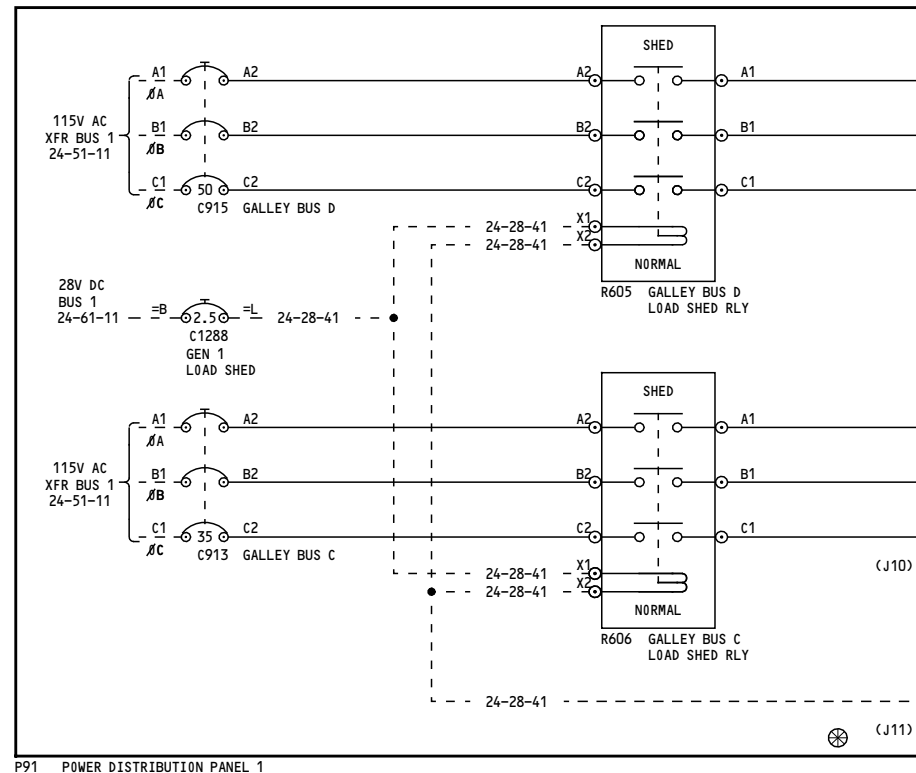 SHED
A1 A2 A2 A1
ØA
115V AC
XFR BUS 1
24-51-11
B1 B2 B2 B1
ØB
C1 50 C2 C2 C1
ØC
C915 GALLEY BUS D
24-28-41 X1
24-28-41 X2
NORMAL
R605 GALLEY BUS D
LOAD SHED RLY
28V DC
BUS 1
24-61-11 =B 2.5 =L 24-28-41
C1288
GEN 1
LOAD SHED
SHED
A1 A2 A2 A1
ØA
115V AC
XFR BUS 1
24-51-11
B1 B2 B2 B1
ØB
C1 35 C2 C2 C1
ØC
C913 GALLEY BUS C
(J10)
24-28-41 X1
24-28-41 X2
NORMAL
R606 GALLEY BUS C
LOAD SHED RLY
24-28-41
(J11)
P91 POWER DISTRIBUTION PANEL 1